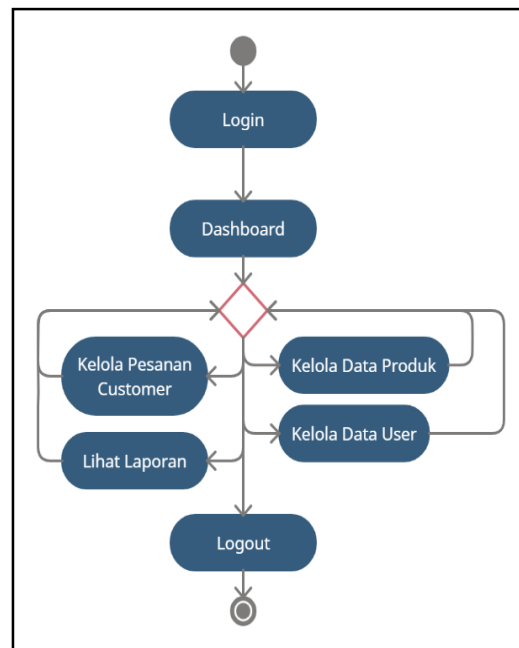 Login
Dashboard
Kelola Pesanan
Customer
Kelola Data Produk
Kelola Data User
Lihat Laporan
Logout